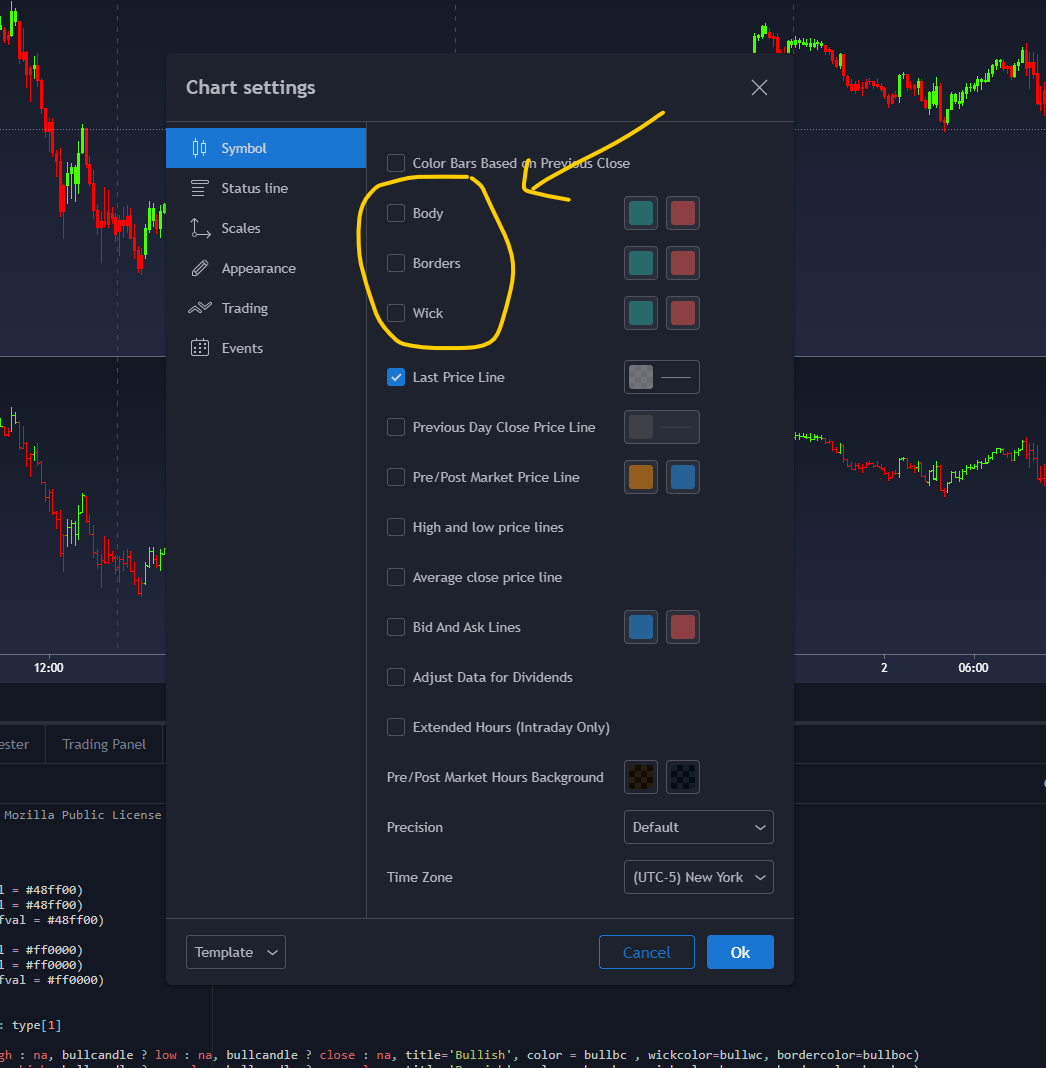 Chart settings
Symbol
Status line
Scales
Appearance
Trading
Events
Color Bars Based on Previous Close
Body
Borders
Wick
Last Price Line
Previous Day Close Price Line
Pre/Post Market Price Line
High and low price lines
Average close price line
Bid And Ask Lines
Adjust Data for Dividends
Extended Hours (Intraday Only)
Pre/Post Market Hours Background
Precision
Default
Time Zone
(UTC-5) New York
Template
Cancel
Ok
12:00
2
06:00
ester
Trading Panel
Mozilla Public License
l = #48ff00)
l = #48ff00)
fval = #48ff00)
l = #ff0000)
l = #ff0000)
fval = #ff0000)
: type[1]
gh : na, bullcandle ? low : na, bullcandle ? close : na, title='Bullish', color = bullbc , wickcolor=bullwc, bordercolor=bullboc)